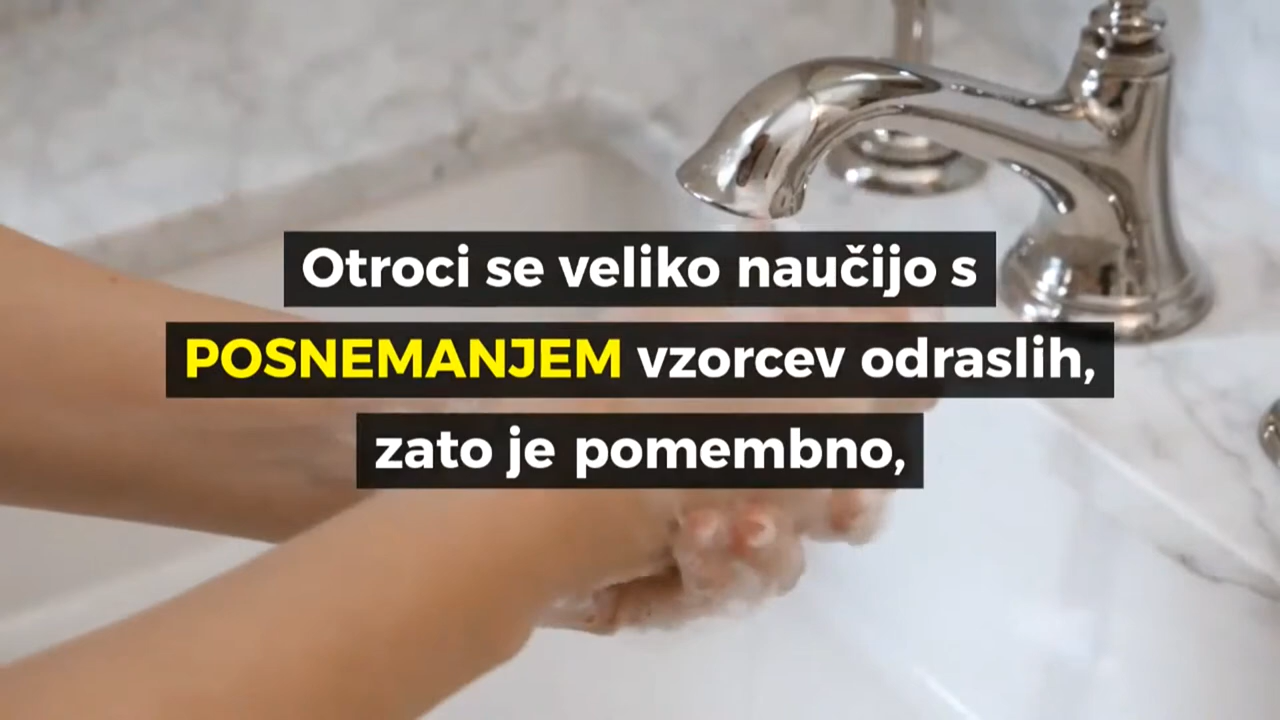 Otroci se veliko naučijo s
POSNEMANJEM vzorcev odraslih,
zato je pomembno,